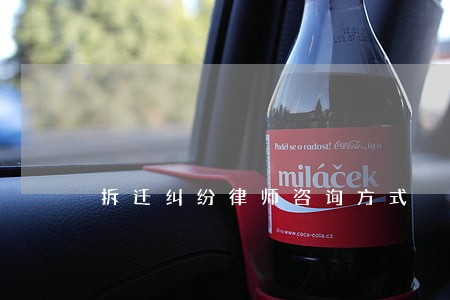 Poděl se o radost! Coca-Cola
miláček
www.coca-cola.cz
拆迁纠纷律师咨询方式